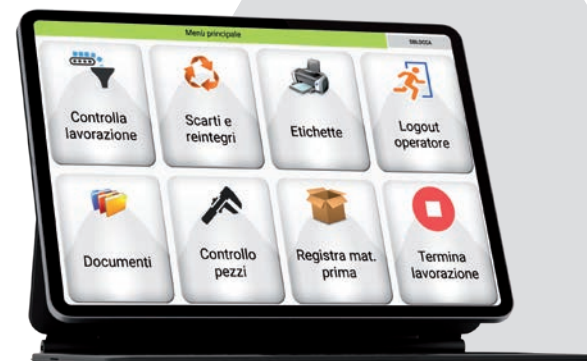 Menù principale
SBLOCCA
Controlla
lavorazione
Scarti e
reintegri
Etichette
Logout
operatore
Documenti
Controllo
pezzi
Registra mat.
prima
Termina
lavorazione